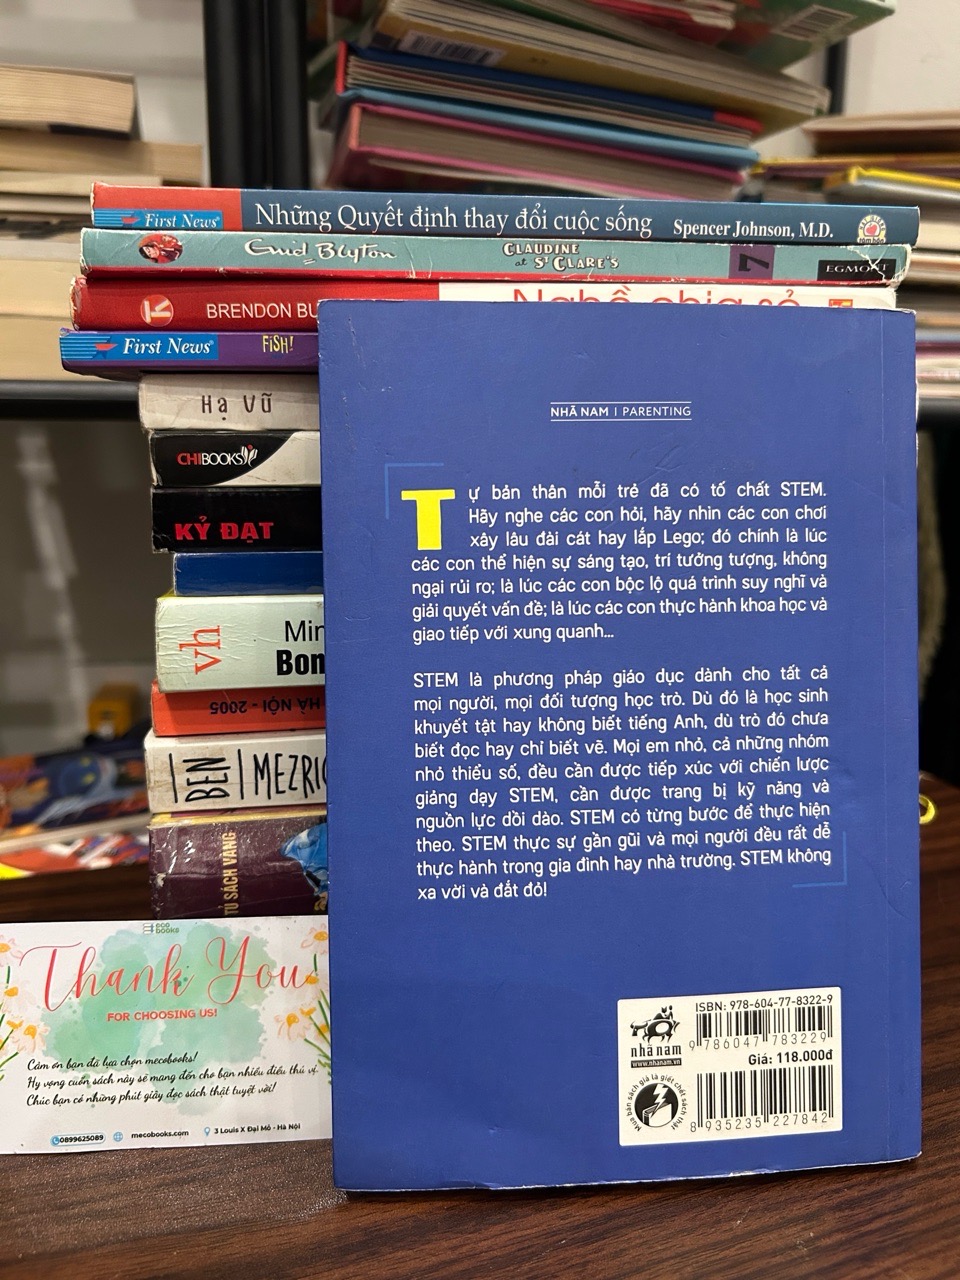 First News
Những Quyết định thay đổi cuộc sống
Spencer Johnson, M.D.
Enid Blyton
CLAUDINE
at ST CLARE'S
7
EGMONT
BRENDON
First News
FiSH!
Hạ Vũ
CHIBOOKS
KỶ ĐẠT
vh
HÀ NỘI - 2005
BEN
TỦ SÁCH VÀNG
NHÃ NAM | PARENTING
Tự bản thân mỗi trẻ đã có tố chất STEM.
Hãy nghe các con hỏi, hãy nhìn các con chơi
xây lâu đài cát hay lắp Lego; đó chính là lúc
các con thể hiện sự sáng tạo, trí tưởng tượng, không
ngại rủi ro; là lúc các con bộc lộ quá trình suy nghĩ và
giải quyết vấn đề; là lúc các con thực hành khoa học và
giao tiếp với xung quanh...
STEM là phương pháp giáo dục dành cho tất cả
mọi người, mọi đối tượng học trò. Dù đó là học sinh
khuyết tật hay không biết tiếng Anh, dù trò đó chưa
biết đọc hay chỉ biết vẽ. Mọi em nhỏ, cả những nhóm
nhỏ thiểu số, đều cần được tiếp xúc với chiến lược
giảng dạy STEM, cần được trang bị kỹ năng và
nguồn lực dồi dào. STEM có từng bước để thực hiện
theo. STEM thực sự gần gũi và mọi người đều rất dễ
thực hành trong gia đình hay nhà trường. STEM không
xa vời và đắt đỏ!
ISBN: 978-604-77-8322-9
9 786047 783229
Giá: 118.000đ
nhã nam
www.nhanam.vn
Mua bán sách giả là giết chết sách thật
8 935235 227842
eco
books
Thank You
FOR CHOOSING US!
Cảm ơn bạn đã lựa chọn mecobooks!
Hy vọng cuốn sách này sẽ mang đến cho bạn nhiều điều thú vị.
Chúc bạn có những phút giây đọc sách thật tuyệt vời!
0899625089
mecobooks.com
3 Louis X Đại Mỗ - Hà Nội